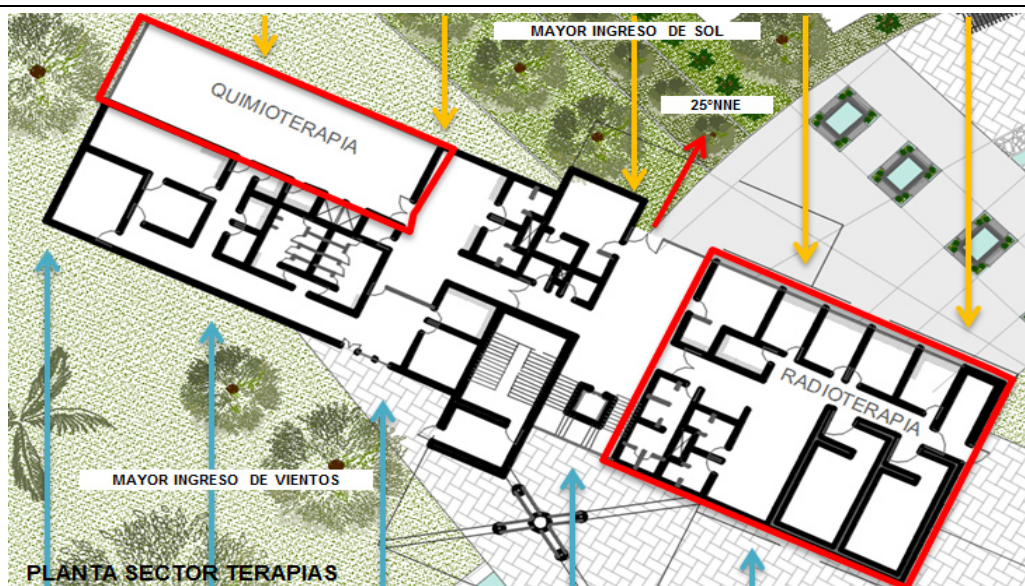 MAYOR INGRESO DE SOL
25°NNE
QUIMIOTERAPIA
RADIOTERAPIA
MAYOR INGRESO DE VIENTOS
PLANTA SECTOR TERAPIAS